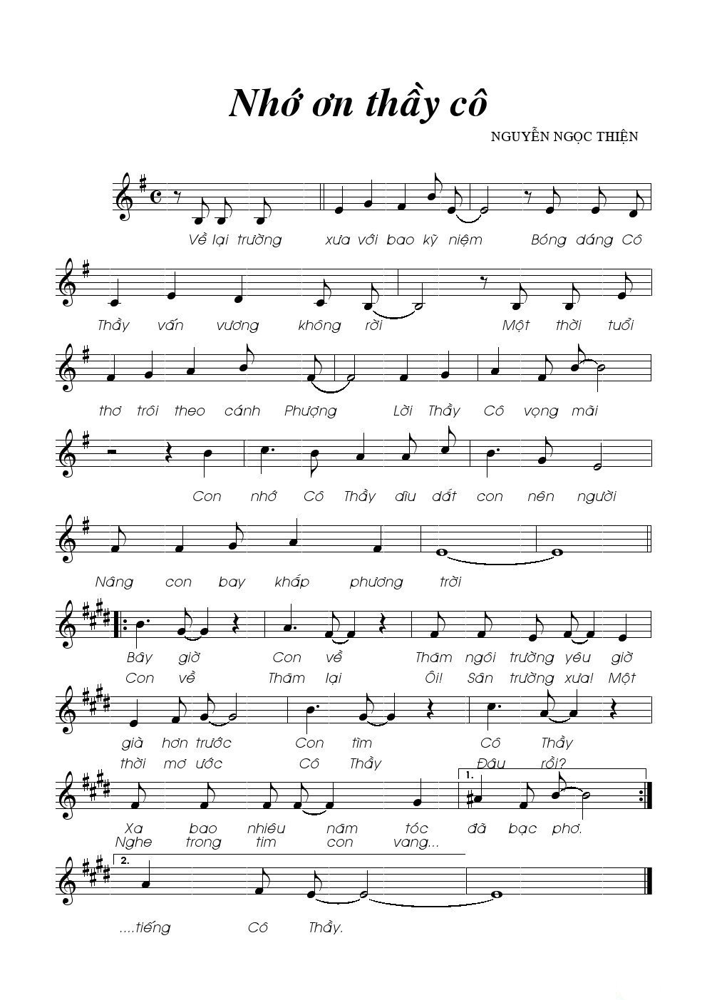 Nhớ ơn thầy cô
NGUYỄN NGỌC THIỆN
Về lại trường xưa với bao kỹ niệm Bóng dáng Cô
Thầy vấn vương không rời Một thời tuổi
thơ trôi theo cánh Phượng Lời Thầy Cô vọng mãi
Con nhớ Cô Thầy dìu dắt con nên người
Nâng con bay khắp phương trời
Bây giờ Con về Thăm ngôi trường yêu giờ
Con về Thăm lại Ôi! Sân trường xưa! Một
già hơn trước Con tìm Cô Thầy
thời mơ ước Cô Thầy Đâu rồi?
1.
Xa bao nhiêu năm tóc đã bạc phơ.
Nghe trong tim con vang...
2.
....tiếng Cô Thầy.